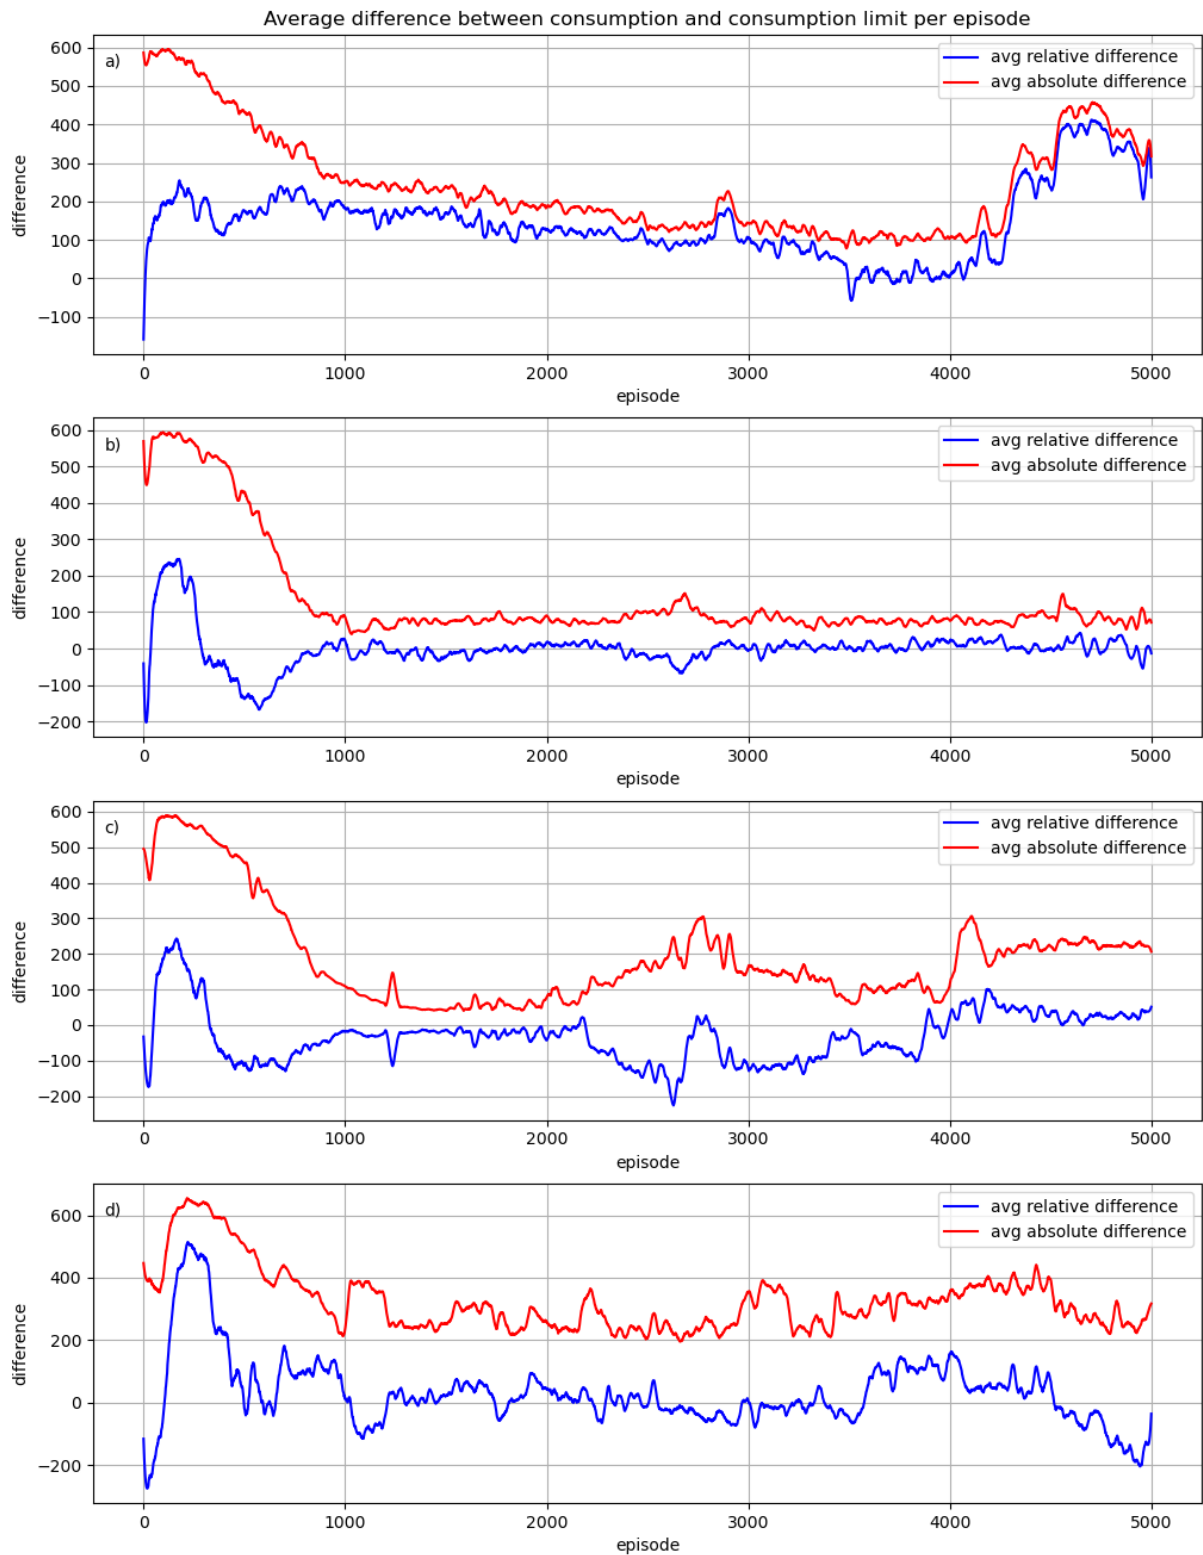 Average difference between consumption and consumption limit per episode
a)
avg relative difference
avg absolute difference
600
500
400
300
200
100
0
−100
difference
0 1000 2000 3000 4000 5000
episode
b)
avg relative difference
avg absolute difference
600
500
400
300
200
100
0
−100
−200
difference
0 1000 2000 3000 4000 5000
episode
c)
avg relative difference
avg absolute difference
600
500
400
300
200
100
0
−100
−200
difference
0 1000 2000 3000 4000 5000
episode
d)
avg relative difference
avg absolute difference
600
400
200
0
−200
difference
0 1000 2000 3000 4000 5000
episode